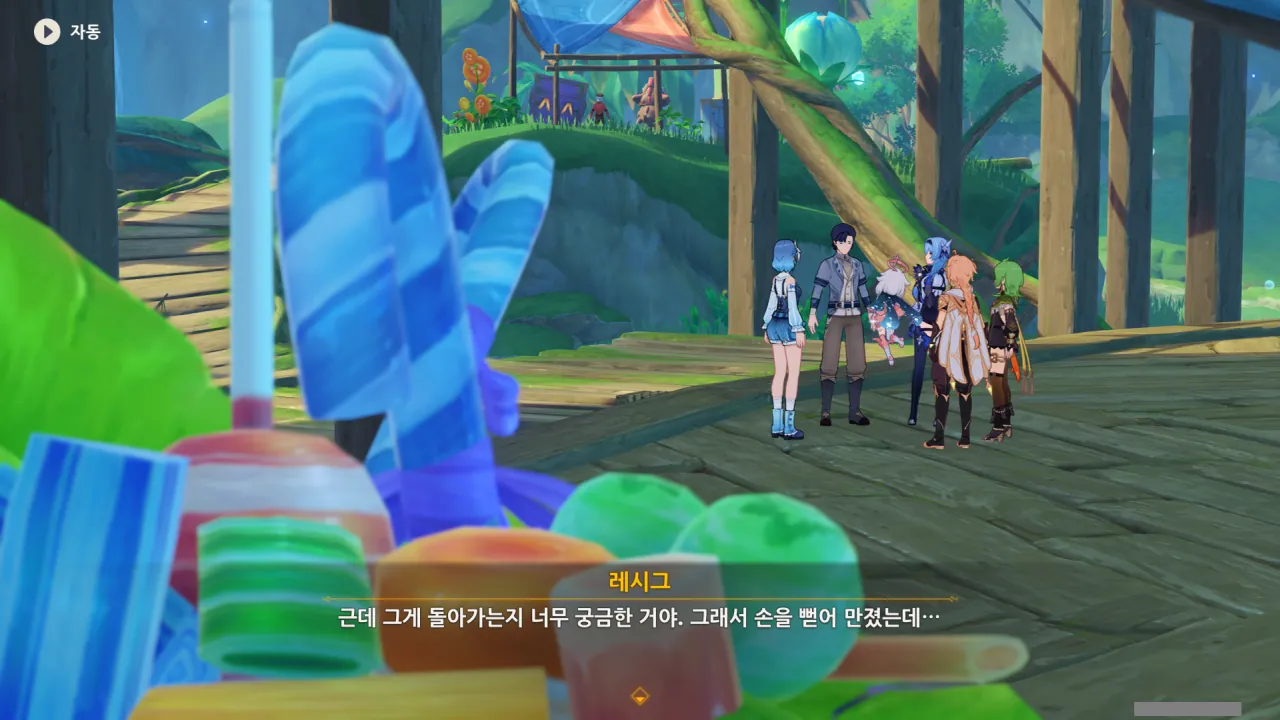 자동
레시그
근데 그게 돌아가는지 너무 궁금한 거야. 그래서 손을 뻗어 만졌는데…